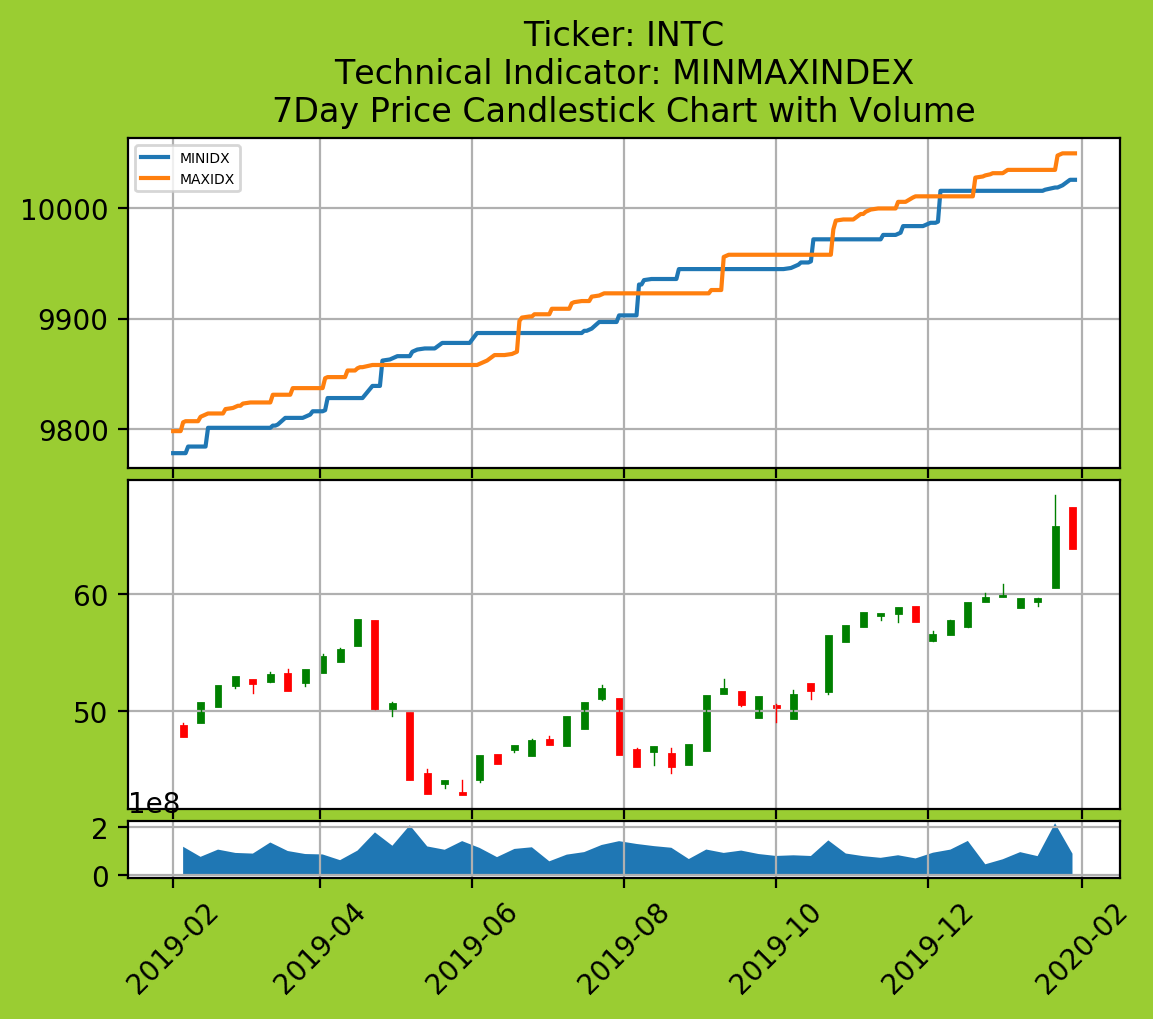 Ticker: INTC
Technical Indicator: MINMAXINDEX
7Day Price Candlestick Chart with Volume
MINIDX
MAXIDX
10000
9900
9800
60
50
1e8
2
0
2019-02
2019-04
2019-06
2019-08
2019-10
2019-12
2020-02